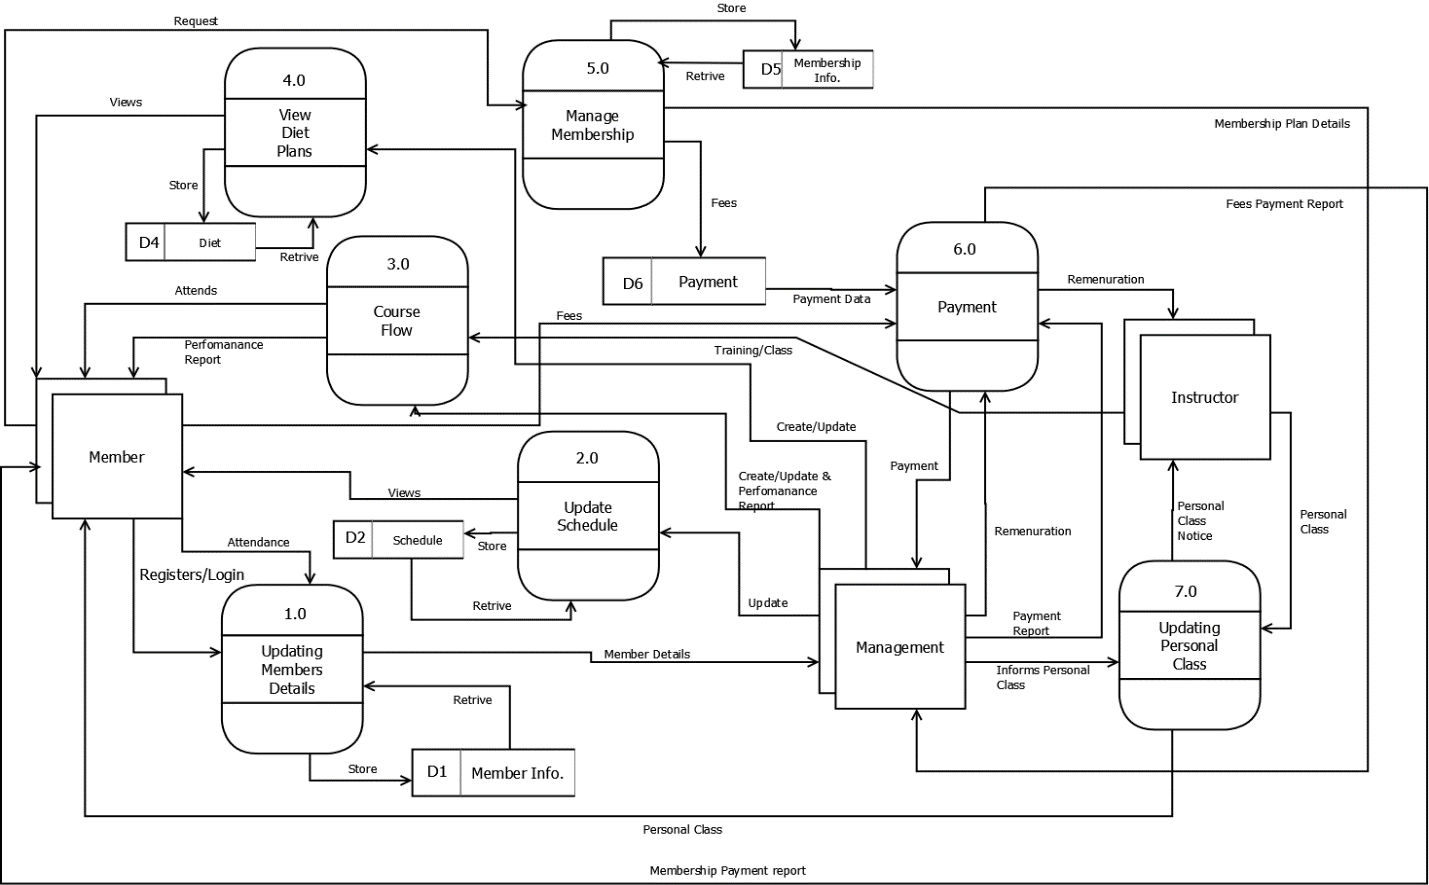 Store
Request
5.0
D5
Membership
Info.
Retrive
4.0
Views
View
Diet
Plans
Manage
Membership
Membership Plan Details
Store
Fees
Fees Payment Report
D4
Diet
Retrive
3.0
6.0
D6
Payment
Payment Data
Remenuration
Attends
Course
Flow
Payment
Fees
Perfomanance
Report
Training/Class
Instructor
Create/Update
Member
2.0
Payment
Create/Update &
Perfomanance
Report
Views
Update
Schedule
Personal
Class
Notice
Personal
Class
D2
Schedule
Store
Remenuration
Attendance
Registers/Login
Retrive
Update
1.0
7.0
Payment
Report
Updating
Members
Details
Member Details
Management
Updating
Personal
Class
Informs Personal
Class
Retrive
Store
D1
Member Info.
Personal Class
Membership Payment report